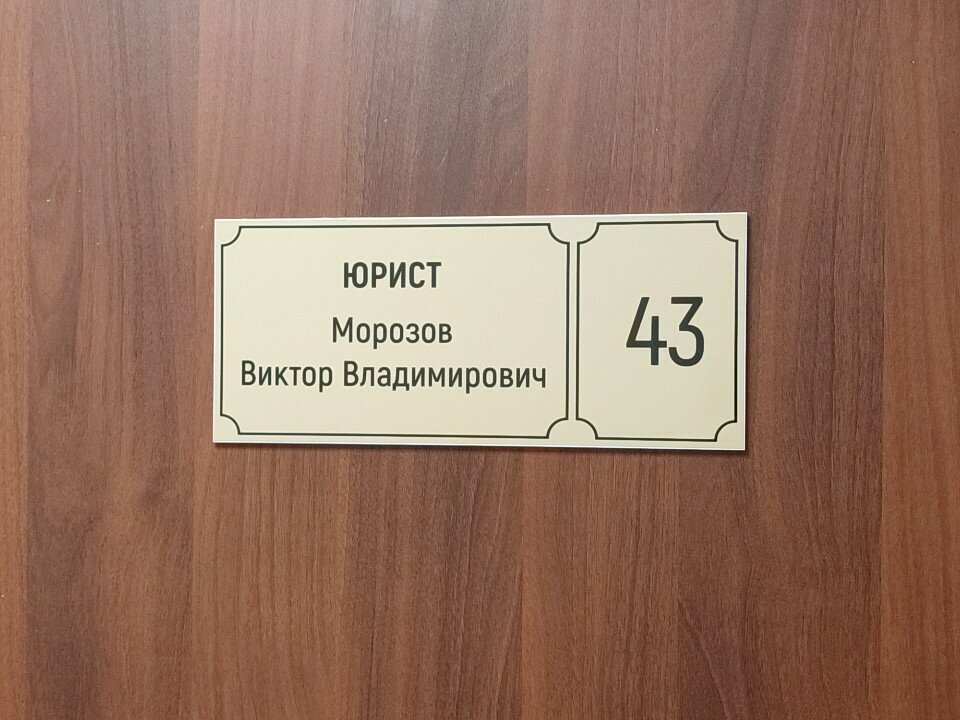 ЮРИСТ
Морозов
Виктор Владимирович
43